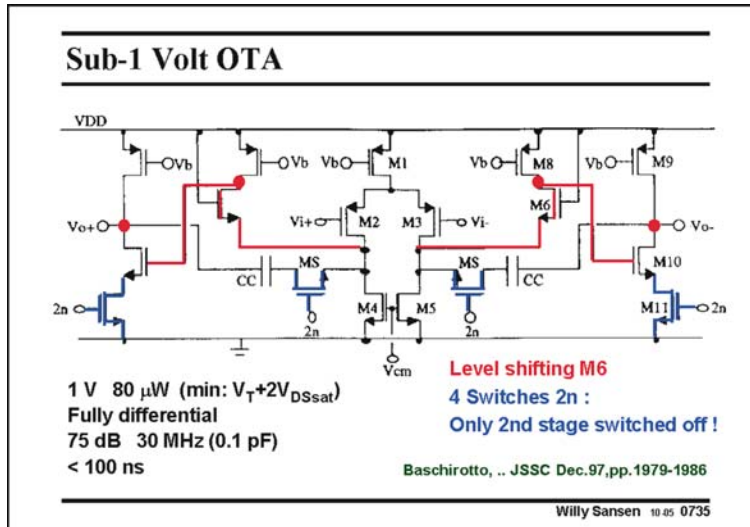 Sub-1 Volt OTA
VDD
Vb
Vb
Vb
M1
Vb
M8
Vb
M9
M6
Vo+
Vi+
M2
M3
Vi-
Vo-
MS
MS
M10
CC
CC
2n
M4
M5
M11
2n
2n
2n
Vcm
1 V 80 μW (min: VT+2VDSsat)
Fully differential
75 dB 30 MHz (0.1 pF)
< 100 ns
Level shifting M6
4 Switches 2n :
Only 2nd stage switched off !
Baschirotto, .. JSSC Dec.97,pp.1979-1986
Willy Sansen 10-05 0735